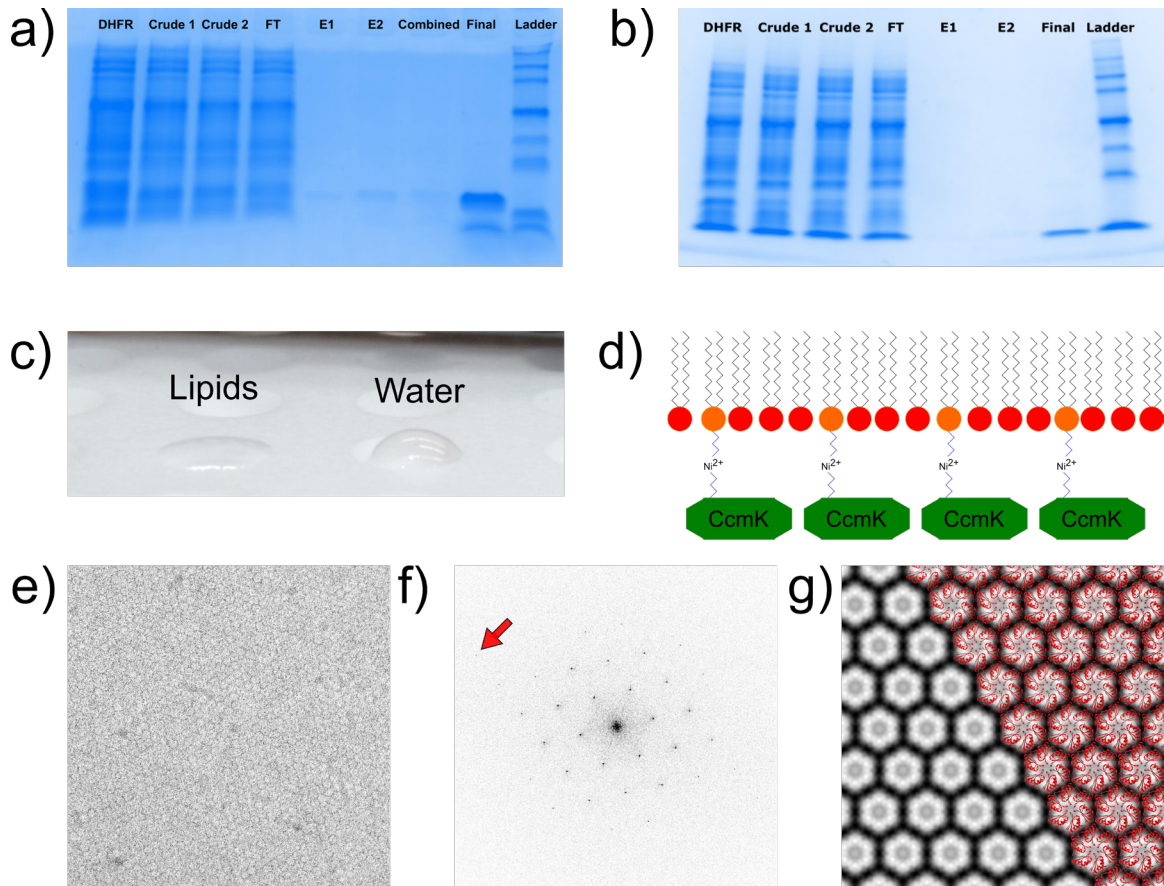 a)
DHFR Crude 1 Crude 2 FT E1 E2 Combined Final Ladder
b)
DHFR Crude 1 Crude 2 FT E1 E2 Final Ladder
c)
Lipids Water
d)
Ni2+ Ni2+ Ni2+ Ni2+
CcmK CcmK CcmK CcmK
e)
f)
g)